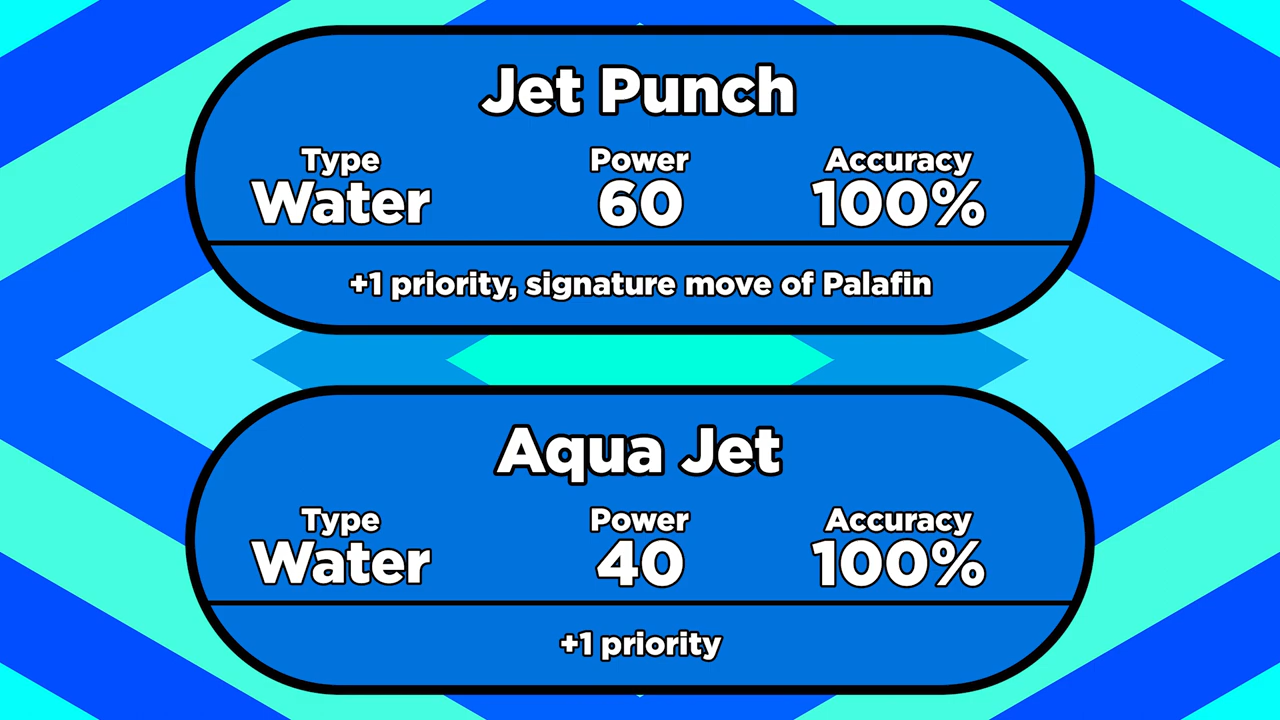 Jet Punch
Type Power Accuracy
Water 60 100%
+1 priority, signature move of Palafin
Aqua Jet
Type Power Accuracy
Water 40 100%
+1 priority